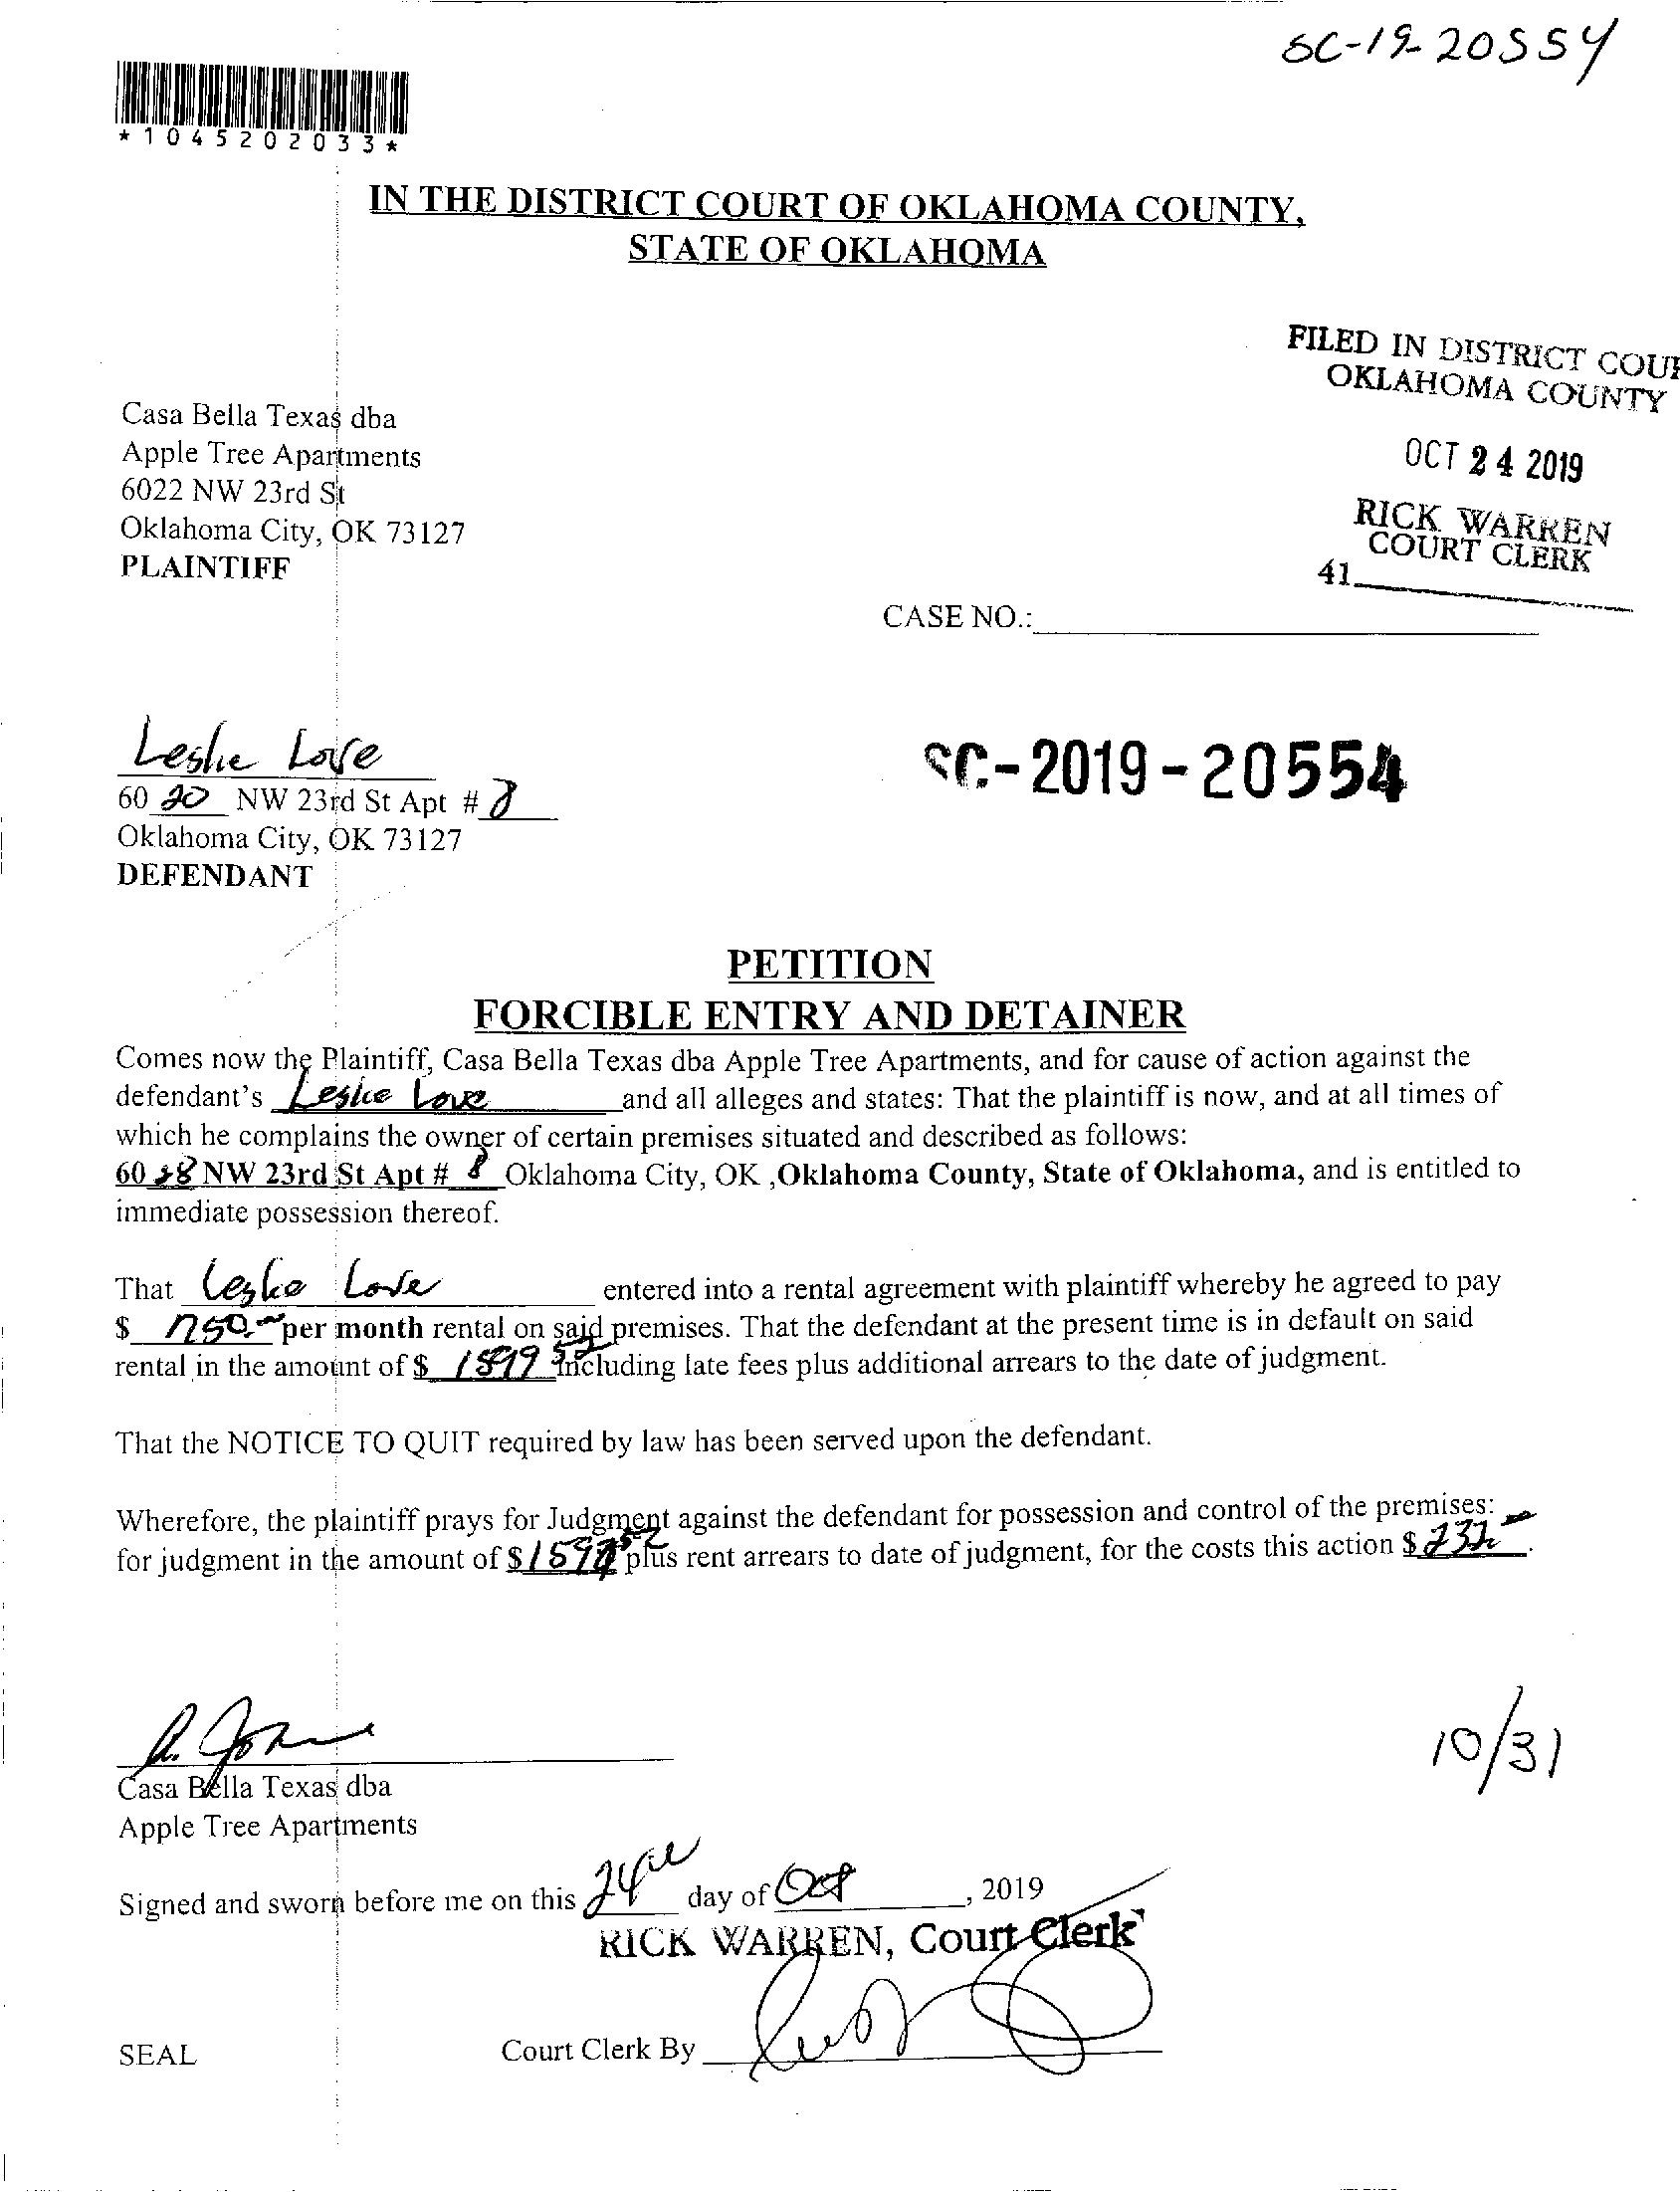 SC-19-20554
*1045202033*
IN THE DISTRICT COURT OF OKLAHOMA COUNTY,
STATE OF OKLAHOMA
FILED IN DISTRICT COU
OKLAHOMA COUNTY
OCT 24 2019
RICK WARREN
COURT CLERK
41
Casa Bella Texas dba
Apple Tree Apartments
6022 NW 23rd St
Oklahoma City, OK 73127
PLAINTIFF
CASE NO.:
Leslie Love
60 20 NW 23rd St Apt # 8
Oklahoma City, OK 73127
DEFENDANT
SC-2019-20554
PETITION
FORCIBLE ENTRY AND DETAINER
Comes now the Plaintiff, Casa Bella Texas dba Apple Tree Apartments, and for cause of action against the
defendant's Leslie Love and all alleges and states: That the plaintiff is now, and at all times of
which he complains the owner of certain premises situated and described as follows:
60 NW 23rd St Apt # 8 Oklahoma City, OK ,Oklahoma County, State of Oklahoma, and is entitled to
immediate possession thereof.
That Leslie Love entered into a rental agreement with plaintiff whereby he agreed to pay
$ 750.- per month rental on said premises. That the defendant at the present time is in default on said
rental in the amount of $ including late fees plus additional arrears to the date of judgment.
That the NOTICE TO QUIT required by law has been served upon the defendant.
Wherefore, the plaintiff prays for Judgment against the defendant for possession and control of the premises:
for judgment in the amount of $ plus rent arrears to date of judgment, for the costs this action $ 232 - .
Casa Bella Texas dba
Apple Tree Apartments
10/31
Signed and sworn before me on this 24 day of Oct , 2019
RICK WARREN, Court Clerk
SEAL
Court Clerk By